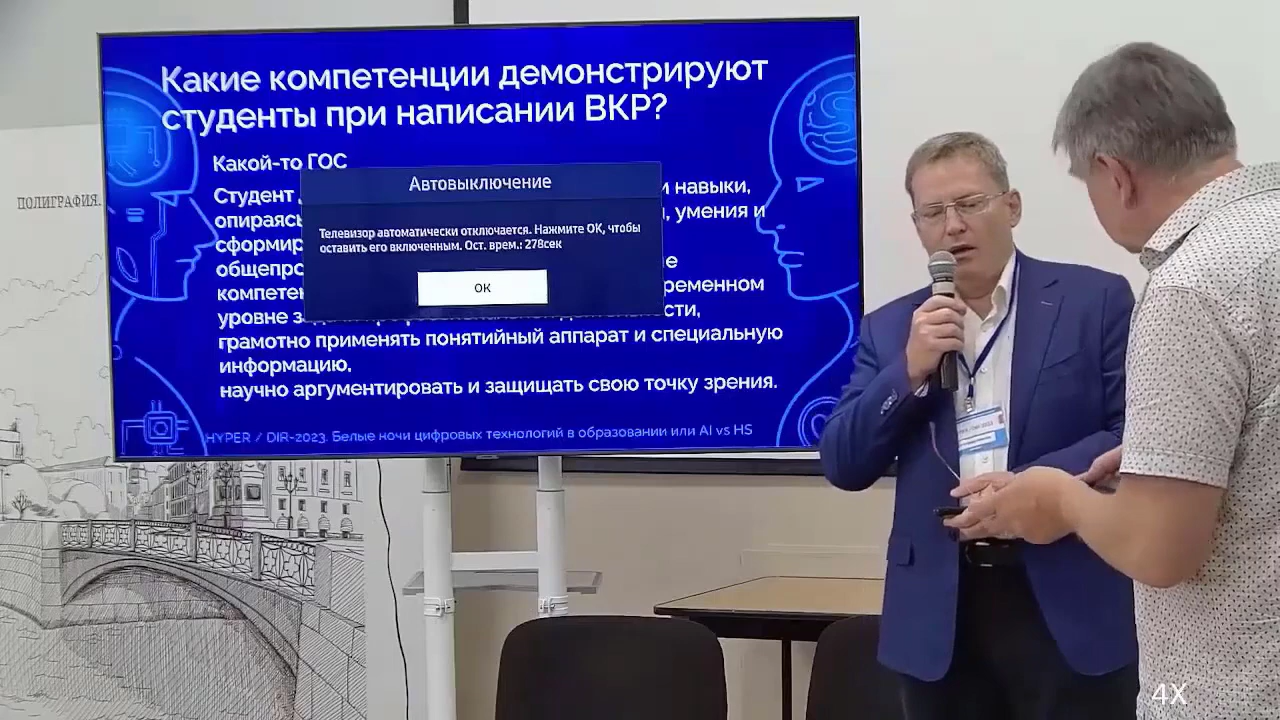 Какие компетенции демонстрируют
студенты при написании ВКР?
Какой-то ГОС
Студент и навыки,
опираясь умения и
сформир
общепро е
компетен временном
уровне
грамотно применять понятийный аппарат и специальную
информацию.
научно аргументировать и защищать свою точку зрения.
Автовыключение
Телевизор автоматически отключается. Нажмите ОК, чтобы
оставить его включенным. Ост. врем.: 278сек
ОК
HYPER / DIR-2023. Белые ночи цифровых технологий в образовании или AI vs HS
ПОЛИГРАФИЯ.
4X